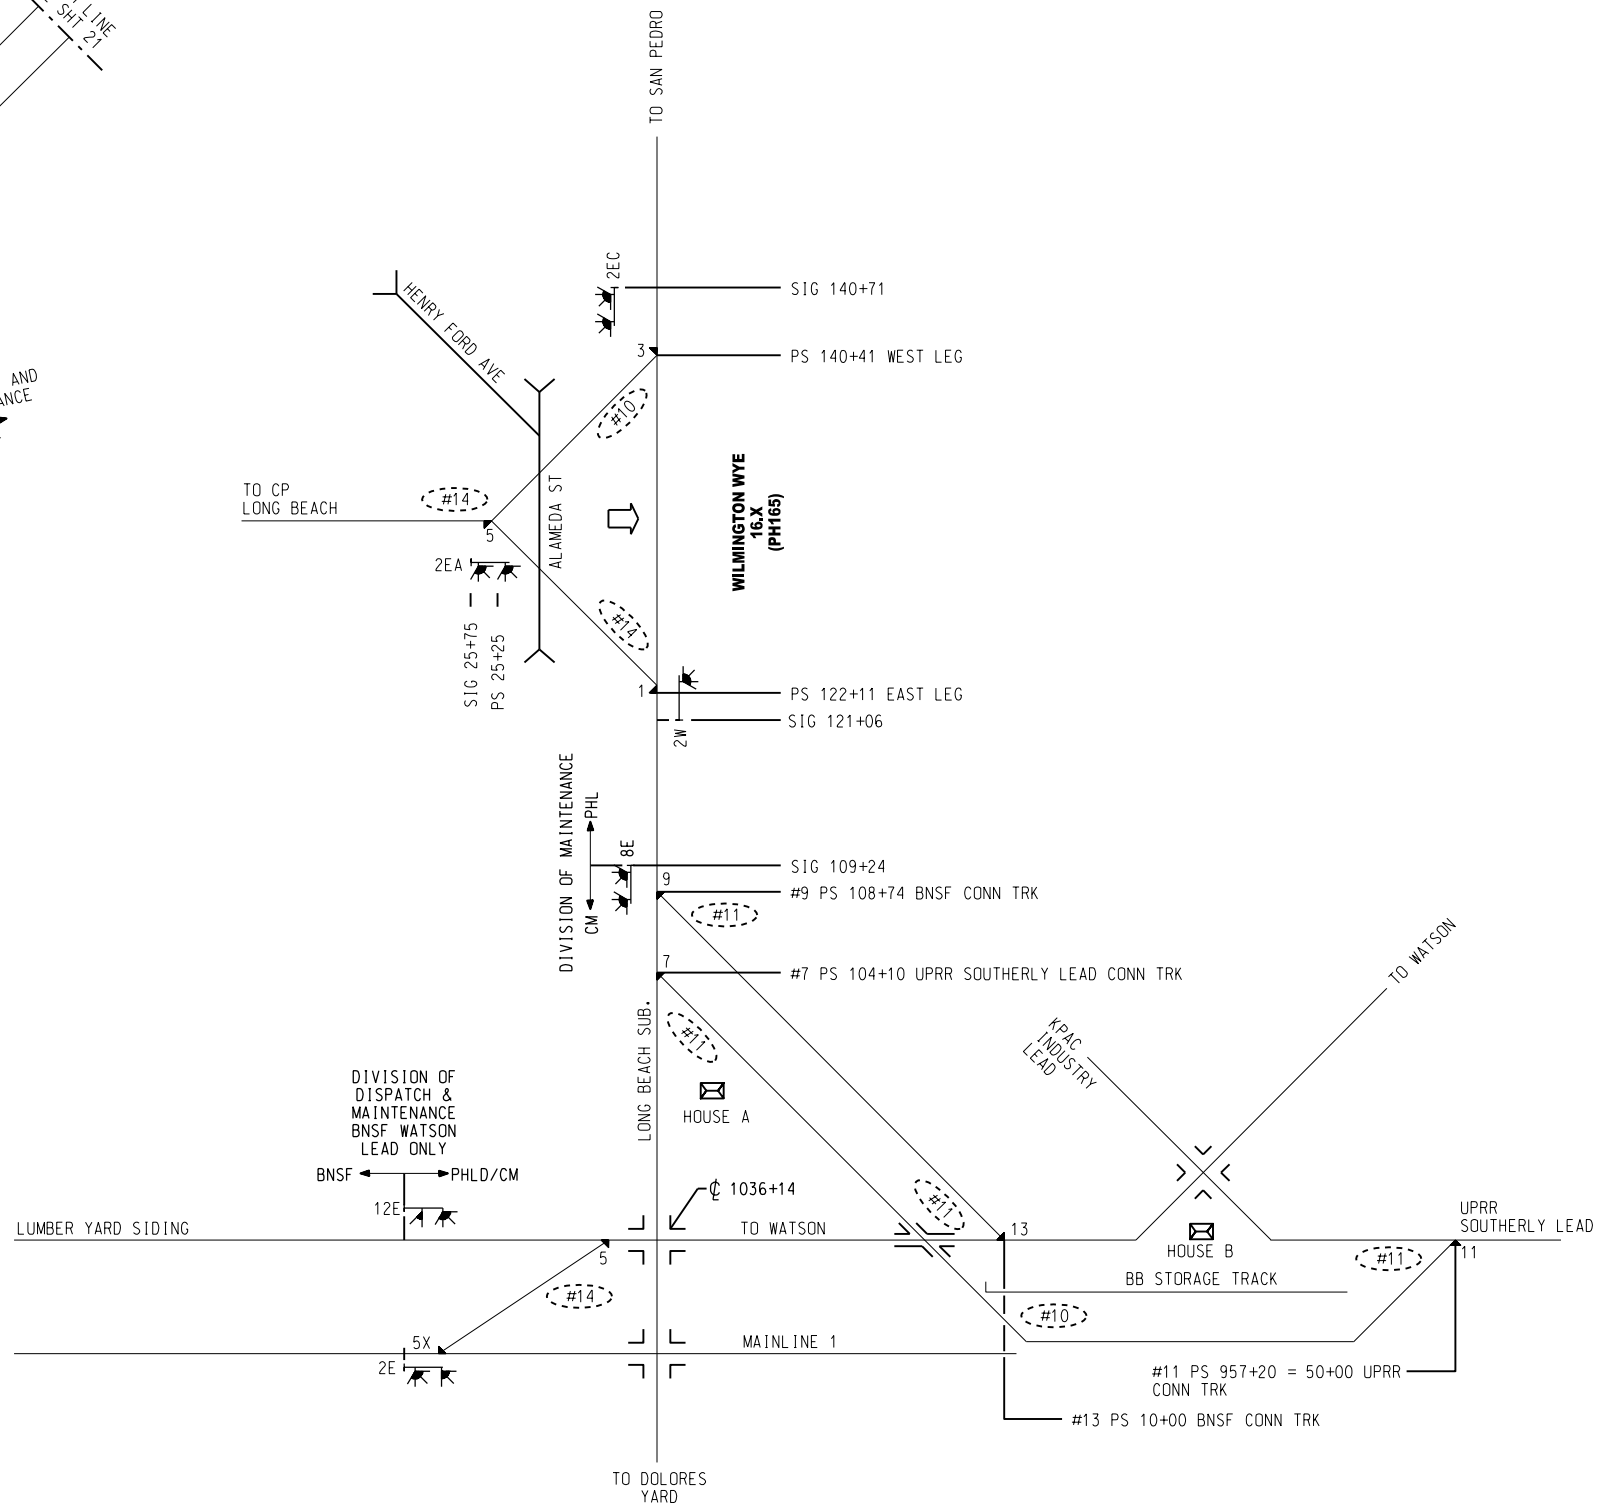 LINE
SHT 21
TO SAN PEDRO
2EC
SIG 140+71
HENRY FORD AVE
3
PS 140+41 WEST LEG
AND
#10
TO CP
LONG BEACH
#14
5
ALAMEDA ST
WILMINGTON WYE
16.X
(PH165)
2EA
SIG 25+75
PS 25+25
#14
1
PS 122+11 EAST LEG
SIG 121+06
2W
DIVISION OF MAINTENANCE
PHL
CM
8E
SIG 109+24
9
#9 PS 108+74 BNSF CONN TRK
#11
7
#7 PS 104+10 UPRR SOUTHERLY LEAD CONN TRK
TO WATSON
LONG BEACH SUB.
#11
KPAC
INDUSTRY
LEAD
HOUSE A
DIVISION OF
DISPATCH &
MAINTENANCE
BNSF WATSON
LEAD ONLY
BNSF
PHLD/CM
12E
℄ 1036+14
#11
LUMBER YARD SIDING
TO WATSON
13
UPRR
SOUTHERLY LEAD
HOUSE B
5
#11
11
BB STORAGE TRACK
#14
#10
5X
MAINLINE 1
2E
#11 PS 957+20 = 50+00 UPRR
CONN TRK
#13 PS 10+00 BNSF CONN TRK
TO DOLORES
YARD